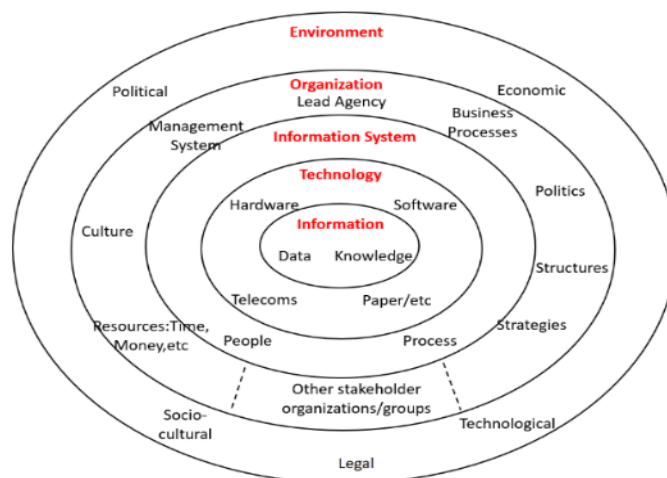 Environment
Political
Economic
Organization
Lead Agency
Business
Processes
Management
System
Information System
Technology
Hardware
Software
Politics
Information
Culture
Data
Knowledge
Structures
Telecoms
Paper/etc
Resources:Time,
Money,etc
Strategies
People
Process
Other stakeholder
organizations/groups
Socio-
cultural
Technological
Legal